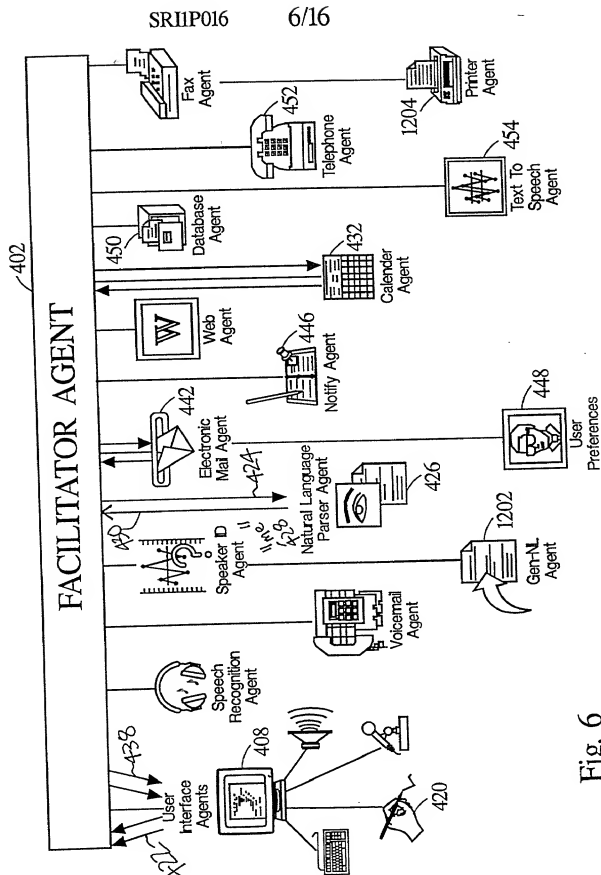 SRI1P016
6/16
402
FACILITATOR AGENT
438
User
Interface
Agents
408
420
Speech
Recognition
Agent
Voicemail
Agent
Speaker ID
Agent
1202
Gen-NL
Agent
"me"
428
424
Natural Language
Parser Agent
426
442
Electronic
Mail Agent
448
User
Preferences
446
Notify Agent
W
Web
Agent
432
Calender
Agent
450
Database
Agent
454
Text To
Speech
Agent
452
Telephone
Agent
Fax
Agent
1204
Printer
Agent
Fig. 6